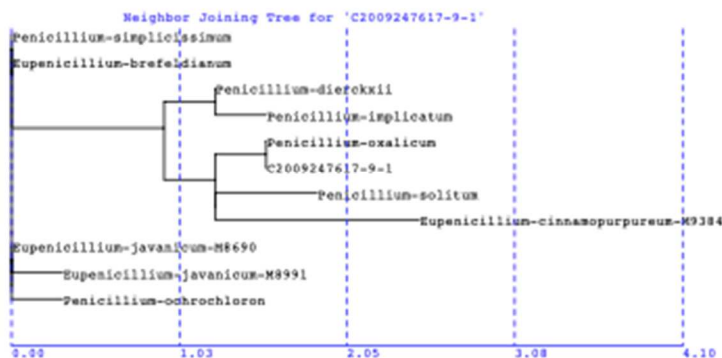 Neighbor Joining Tree for 'C2009247617-9-1'
Penicillium-simplicissimum
Eupenicillium-brefeldianum
Penicillium-dierckxii
Penicillium-implicatum
Penicillium-oxalicum
C2009247617-9-1
Penicillium-solitum
Eupenicillium-cinnamopurpureum-M9384
Eupenicillium-javanicum-M8690
Eupenicillium-javanicum-M8991
Penicillium-ochrochloron
0.00 1.03 2.05 3.08 4.10